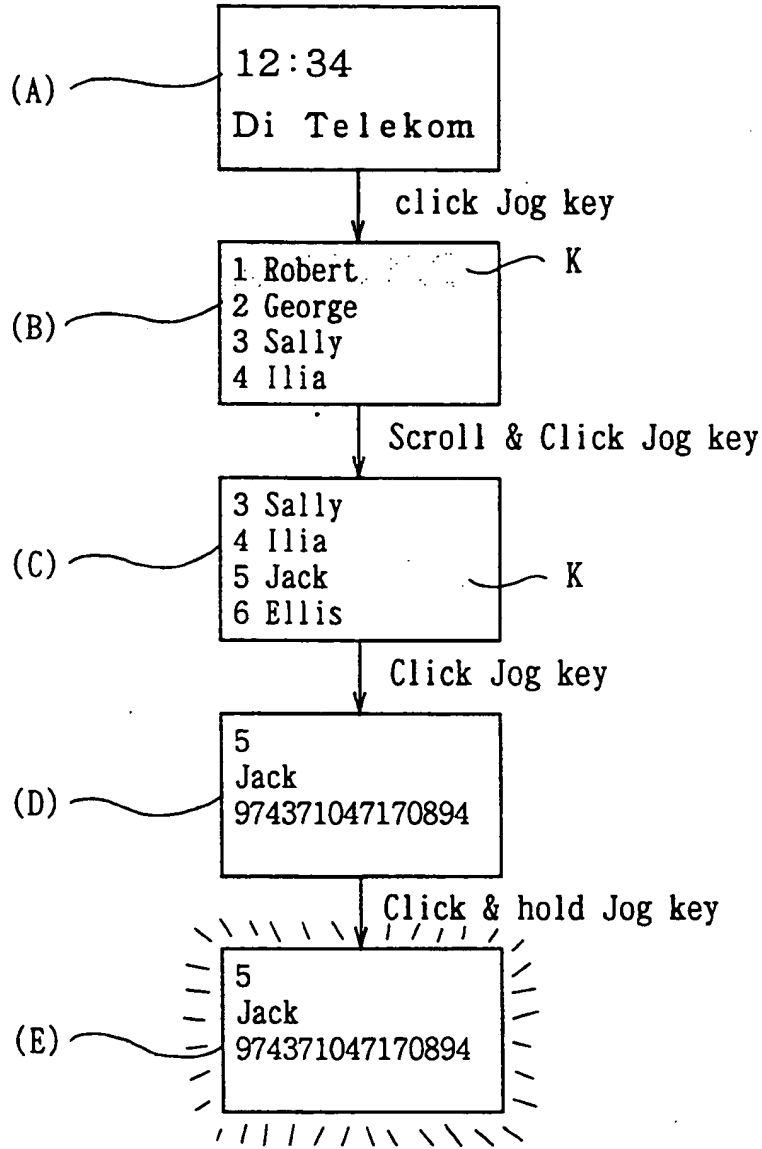 (A)
12:34
Di Telekom
click Jog key
(B)
1 Robert
K
2 George
3 Sally
4 Ilia
Scroll & Click Jog key
(C)
3 Sally
4 Ilia
5 Jack
K
6 Ellis
Click Jog key
(D)
5
Jack
974371047170894
Click & hold Jog key
(E)
5
Jack
974371047170894